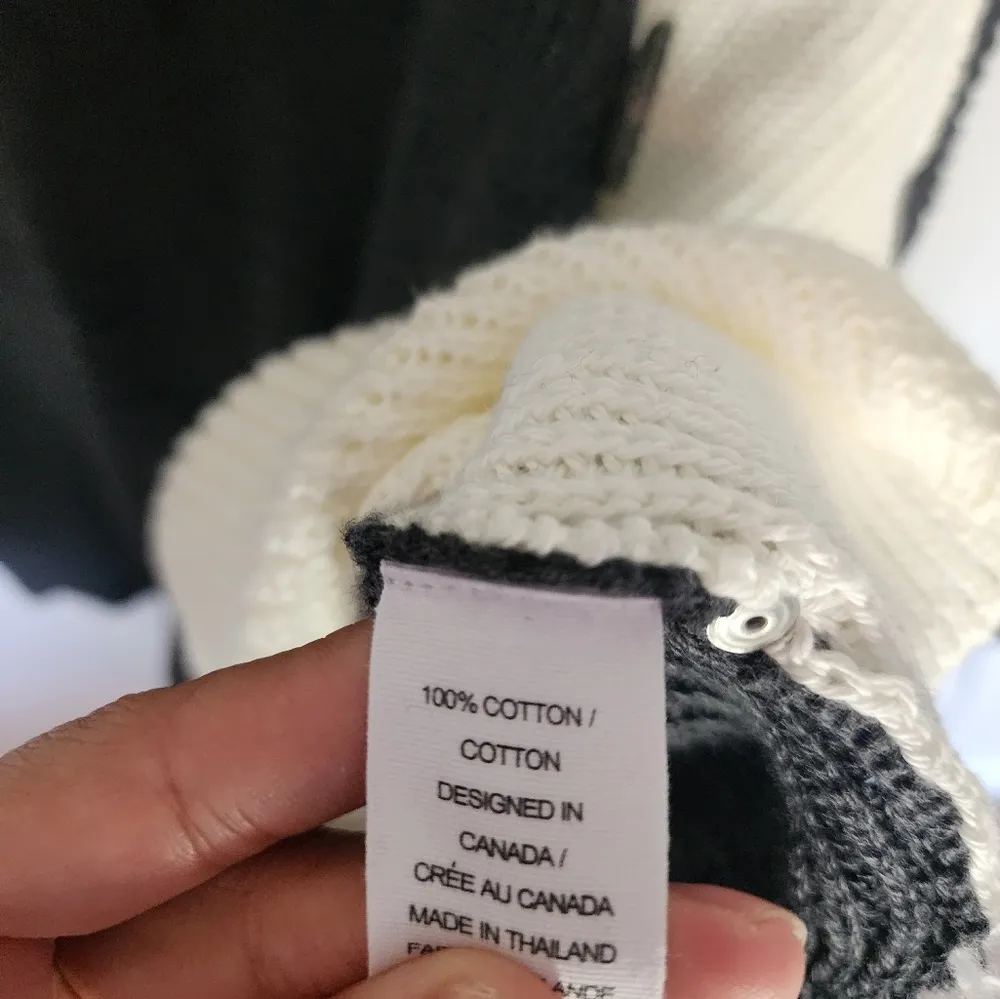 100% COTTON /
COTTON
DESIGNED IN
CANADA /
CRÉE AU CANADA
MADE IN THAILAND